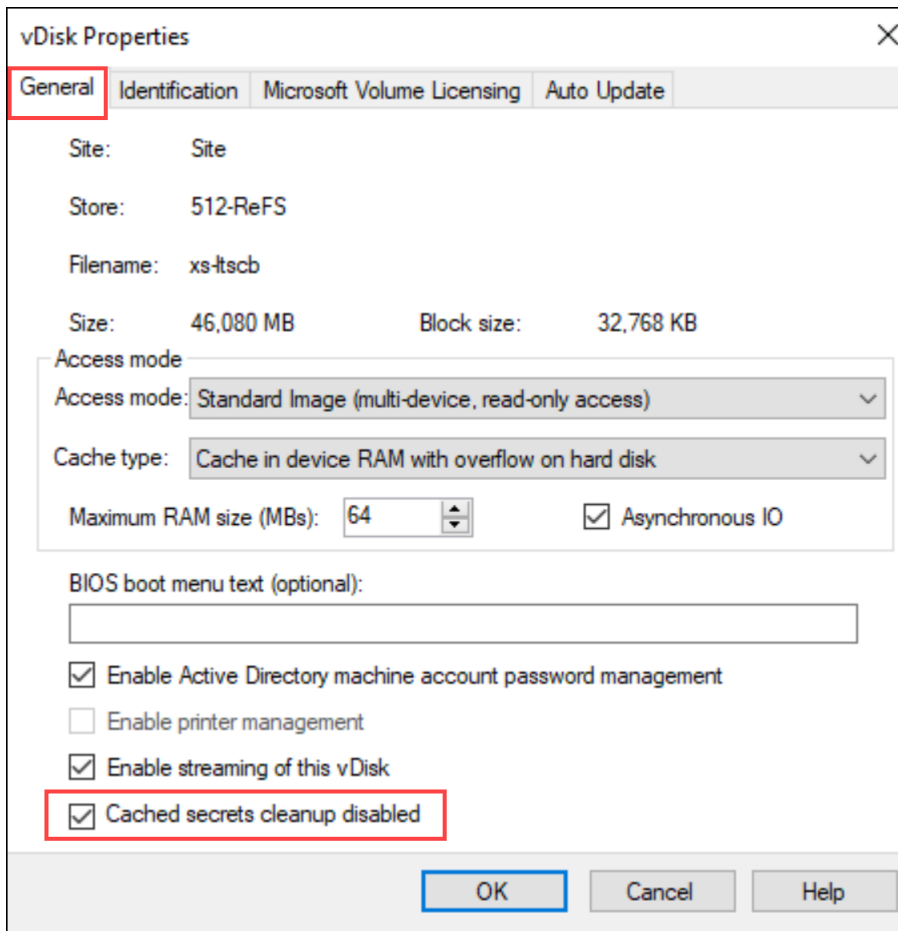 vDisk Properties
General Identification Microsoft Volume Licensing Auto Update
Site: Site
Store: 512-ReFS
Filename: xs-ltscb
Size: 46,080 MB Block size: 32,768 KB
Access mode
Access mode: Standard Image (multi-device, read-only access)
Cache type: Cache in device RAM with overflow on hard disk
Maximum RAM size (MBs): 64 Asynchronous IO
BIOS boot menu text (optional):
Enable Active Directory machine account password management
Enable printer management
Enable streaming of this vDisk
Cached secrets cleanup disabled
OK Cancel Help